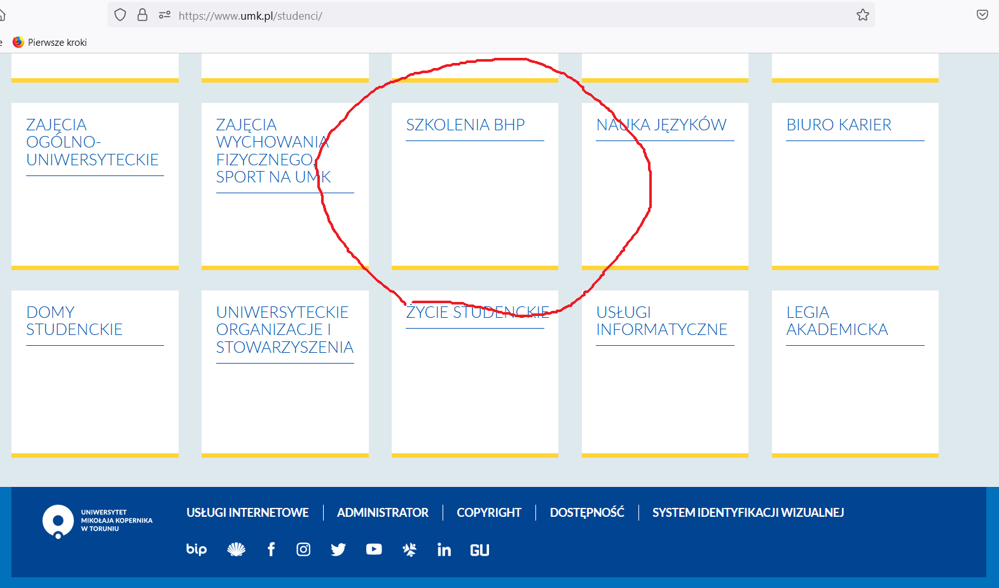 https://www.umk.pl/studenci/
e Pierwsze kroki
ZAJĘCIA
OGÓLNO-
UNIWERSYTECKIE
ZAJĘCIA
WYCHOWANIA
FIZYCZNEGO,
SPORT NA UMK
SZKOLENIA BHP
NAUKA JĘZYKÓW
BIURO KARIER
DOMY
STUDENCKIE
UNIWERSYTECKIE
ORGANIZACJE I
STOWARZYSZENIA
ŻYCIE STUDENCKIE
USŁUGI
INFORMATYCZNE
LEGIA
AKADEMICKA
UNIWERSYTET
MIKOŁAJA KOPERNIKA
W TORUNIU
USŁUGI INTERNETOWE
ADMINISTRATOR
COPYRIGHT
DOSTĘPNOŚĆ
SYSTEM IDENTYFIKACJI WIZUALNEJ
bip
f
in
GU